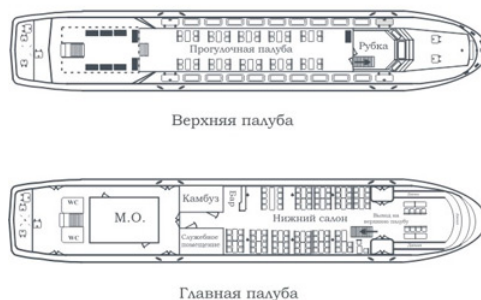 Прогулочная палуба
Рубка
Верхняя палуба
WC
М.О.
WC
Камбуз
Бар
Служебное
помещение
Нижний салон
Выход на
верхнюю палубу
Главная палуба